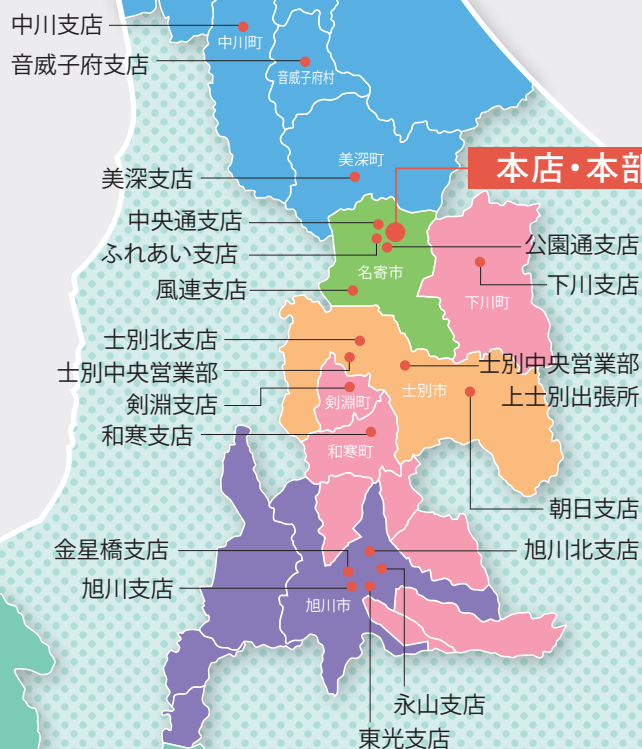 中川支店
中川町
音威子府支店
音威子府村
美深町
美深支店
本店・本部
中央通支店
ふれあい支店
公園通支店
名寄市
風連支店
下川支店
下川町
士別北支店
士別中央営業部
士別中央営業部
上士別出張所
士別市
剣淵支店
剣淵町
和寒支店
和寒町
朝日支店
金星橋支店
旭川北支店
旭川支店
旭川市
永山支店
東光支店